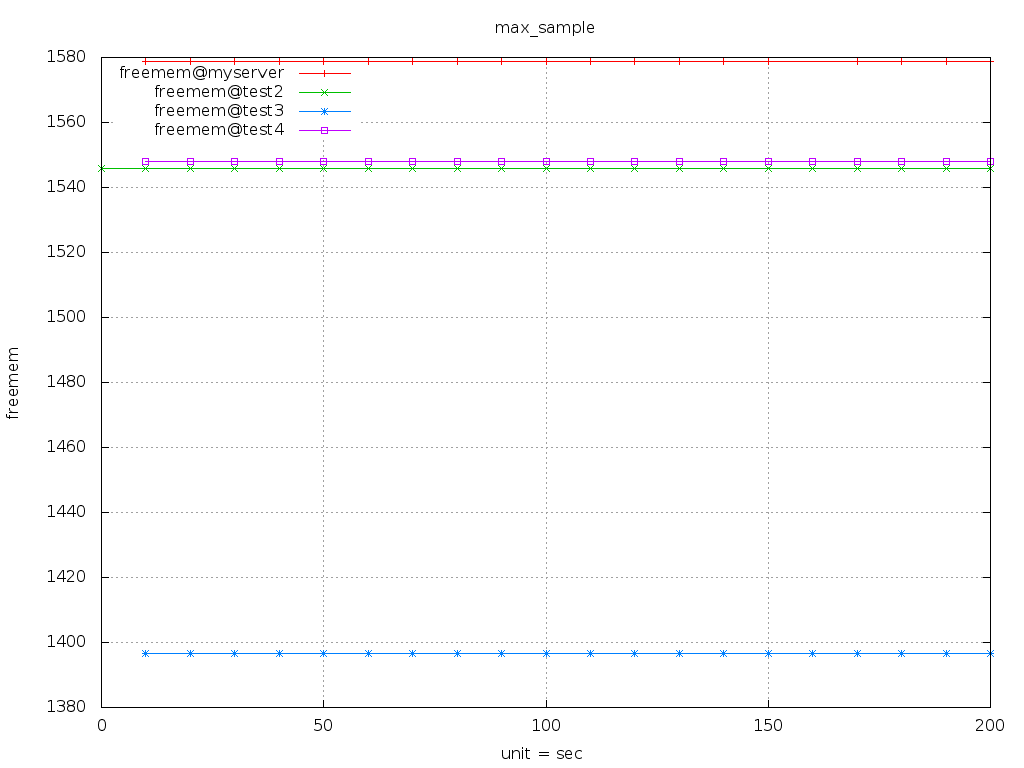 max_sample
1580
freemem@myserver
freemem@test2
freemem@test3
freemem@test4
1560
1540
1520
1500
1480
freemem
1460
1440
1420
1400
1380
0 50 100 150 200
unit = sec